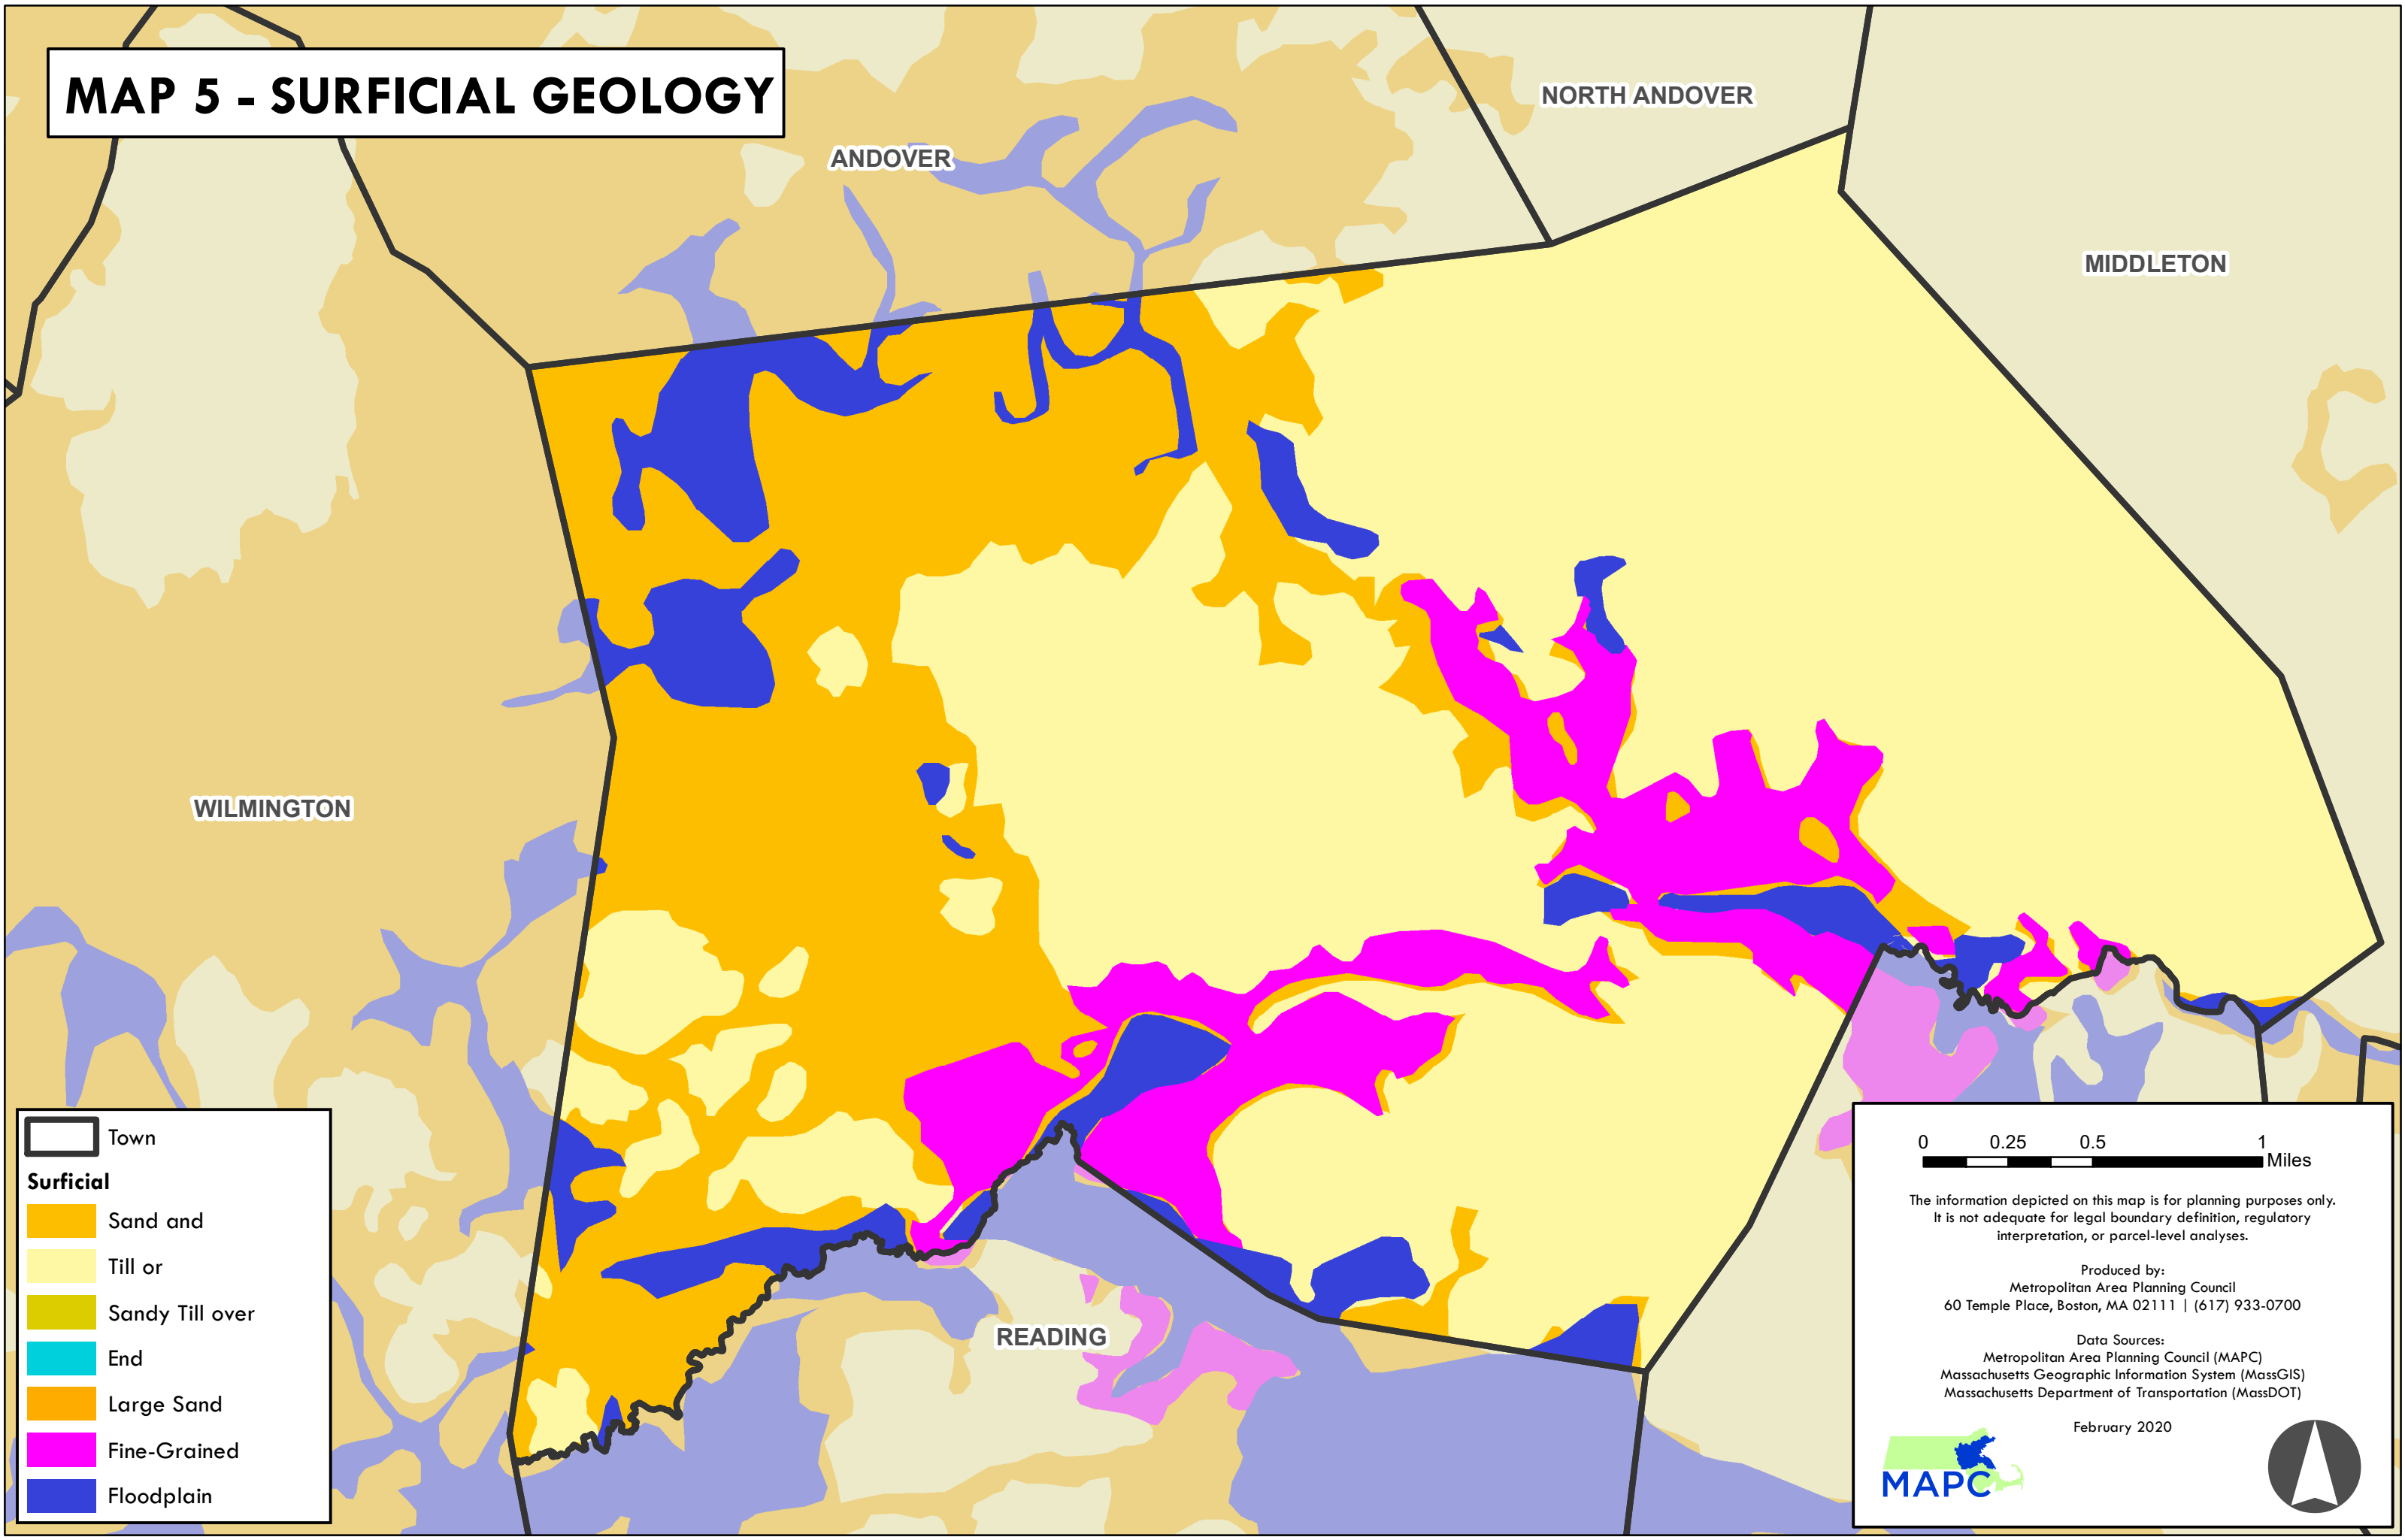 MAP 5 - SURFICIAL GEOLOGY
NORTH ANDOVER
ANDOVER
MIDDLETON
WILMINGTON
READING
Town
Surficial
Sand and
Till or
Sandy Till over
End
Large Sand
Fine-Grained
Floodplain
0 0.25 0.5 1
Miles
The information depicted on this map is for planning purposes only.
It is not adequate for legal boundary definition, regulatory
interpretation, or parcel-level analyses.
Produced by:
Metropolitan Area Planning Council
60 Temple Place, Boston, MA 02111 | (617) 933-0700
Data Sources:
Metropolitan Area Planning Council (MAPC)
Massachusetts Geographic Information System (MassGIS)
Massachusetts Department of Transportation (MassDOT)
February 2020
MAPC